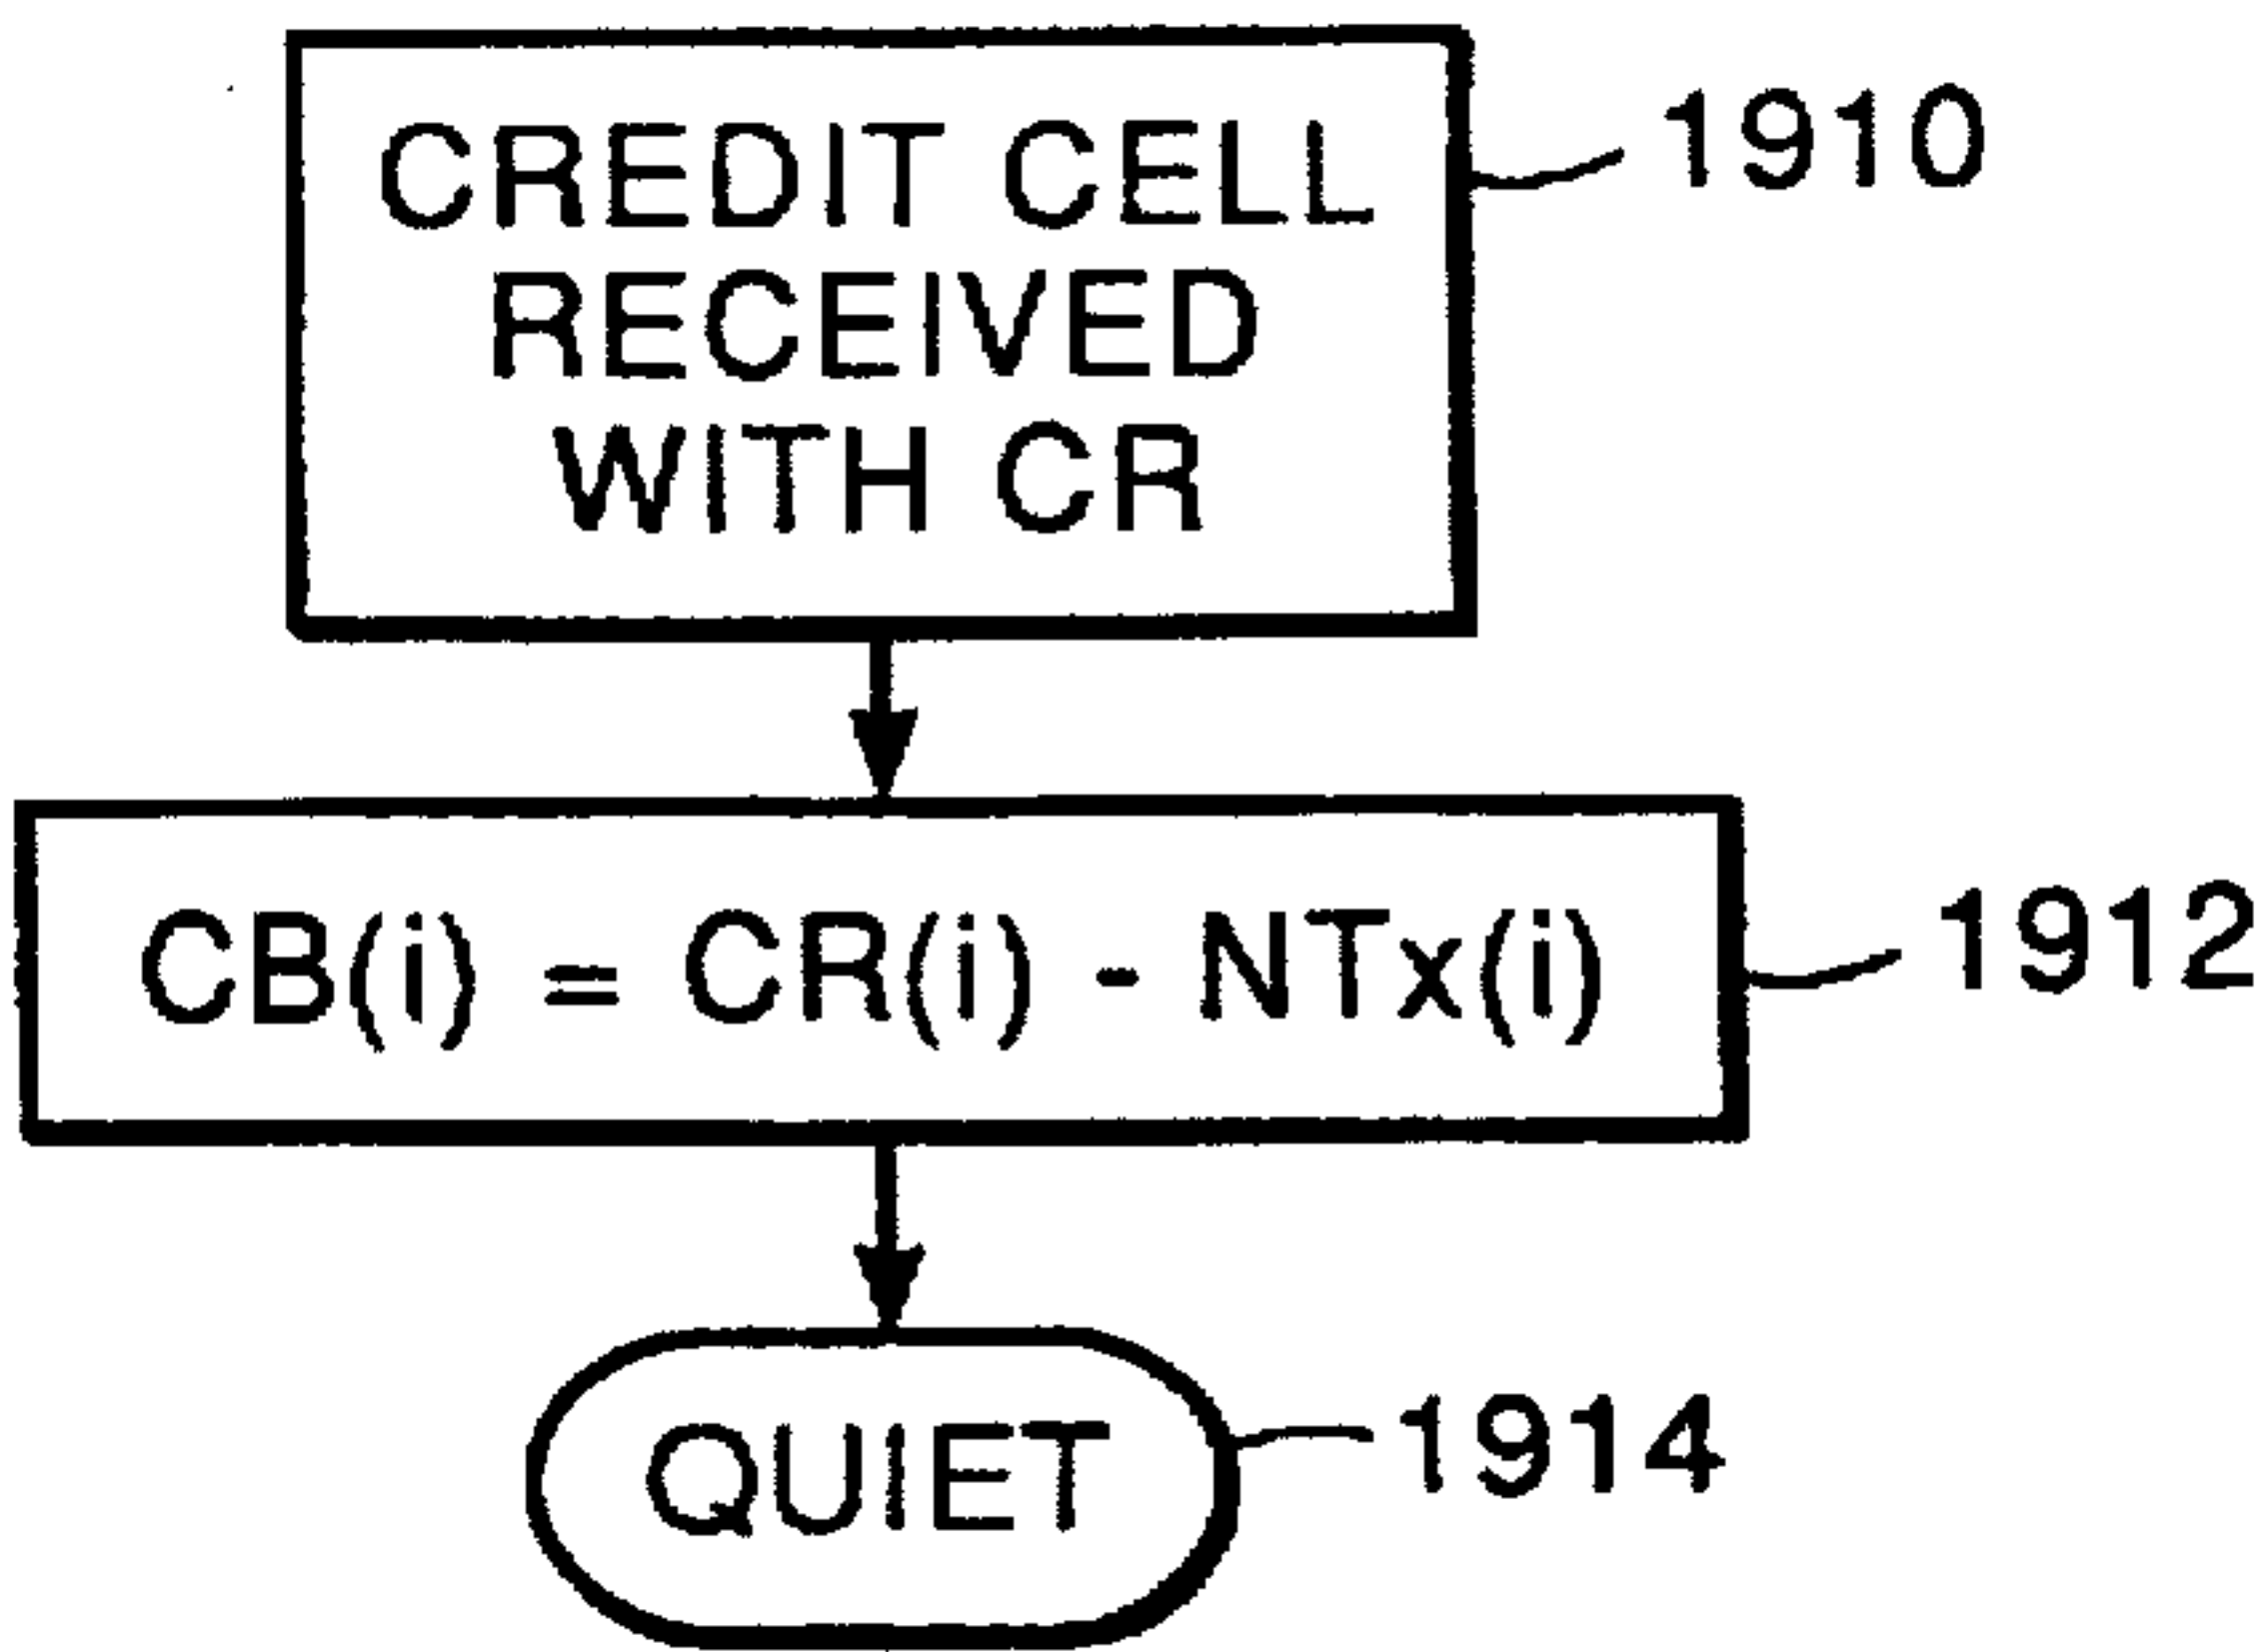 CREDIT CELL
RECEIVED
WITH CR
1910
CB(i) = CR(i) - NTx(i)
1912
QUIET
1914